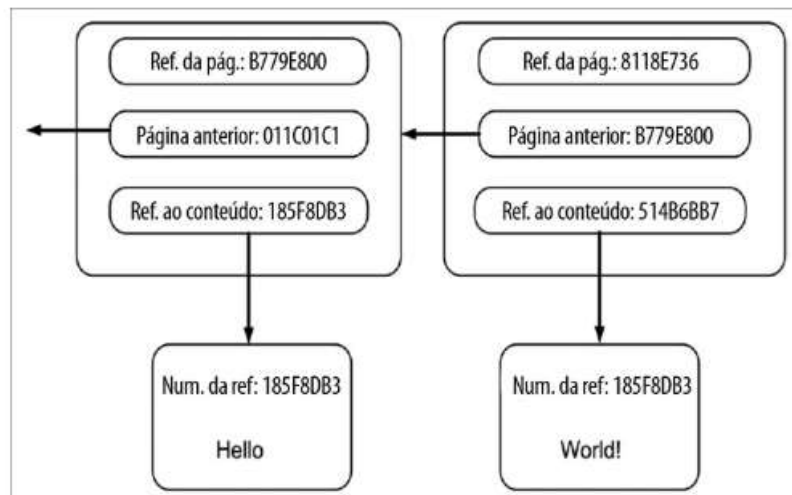 Ref. da pág.: B779E800
Página anterior: 011C01C1
Ref. ao conteúdo: 185F8DB3
Num. da ref: 185F8DB3
Hello
Ref. da pág.: 8118E736
Página anterior: B779E800
Ref. ao conteúdo: 514B6BB7
Num. da ref: 185F8DB3
World!